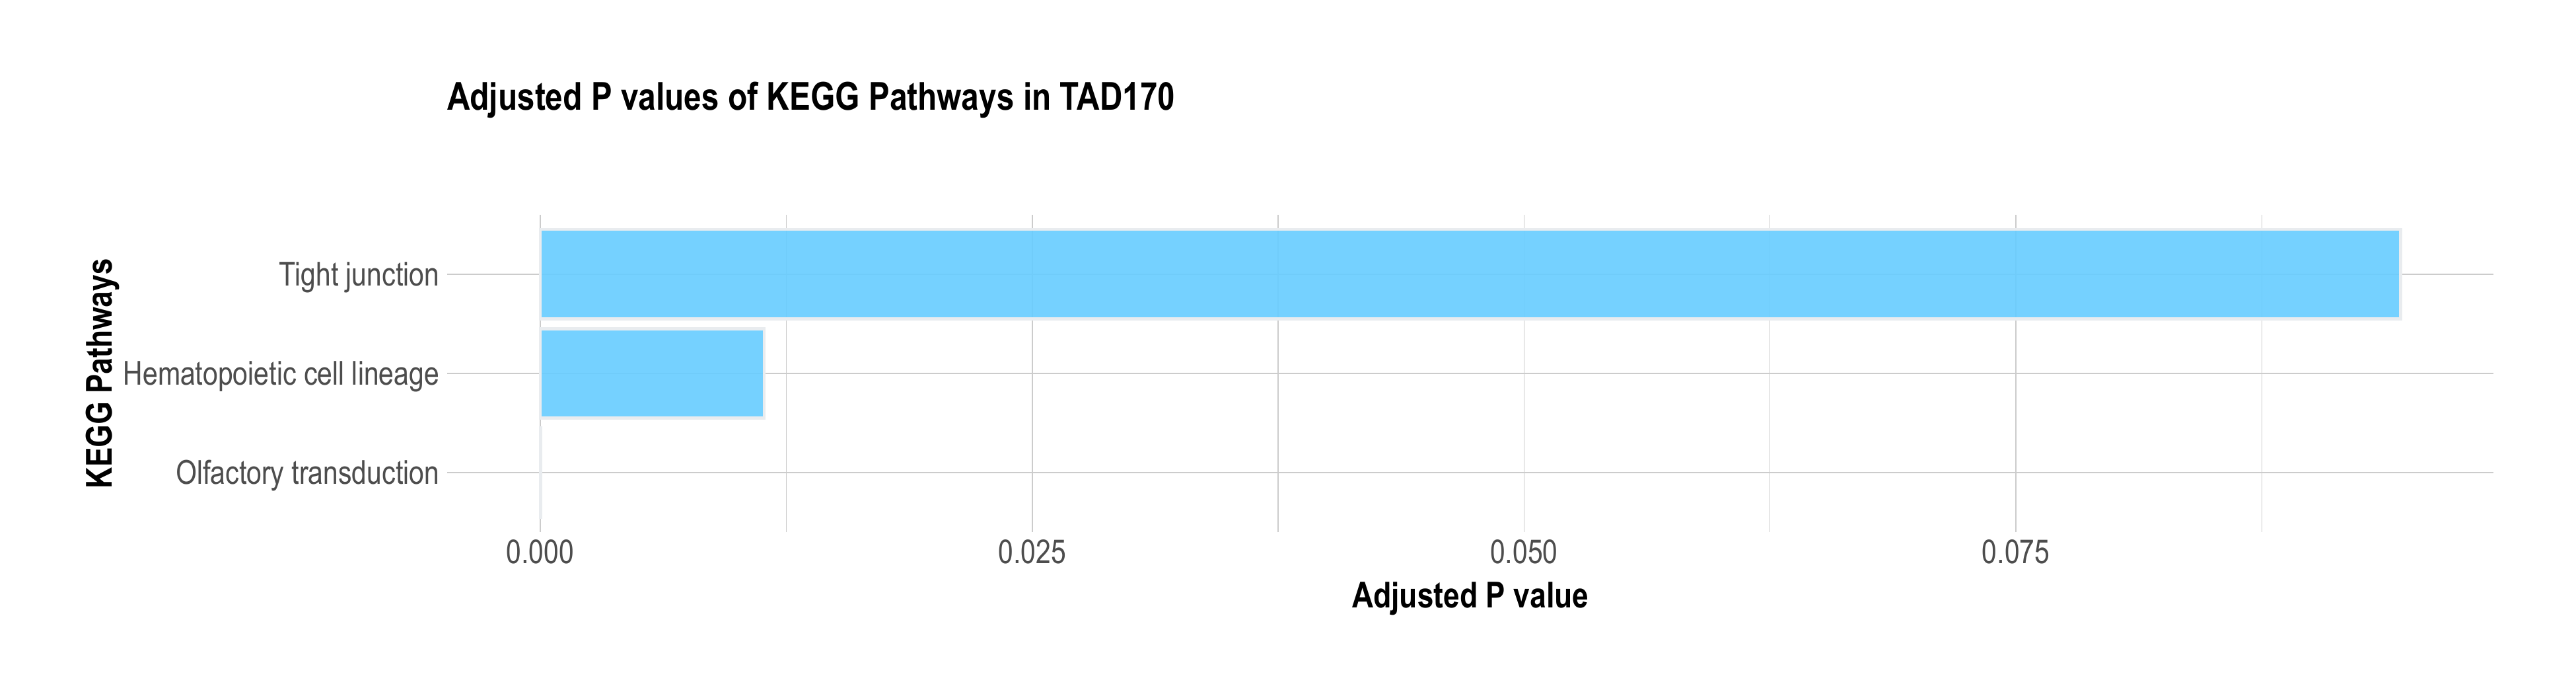 Adjusted P values of KEGG Pathways in TAD170
KEGG Pathways
Tight junction
Hematopoietic cell lineage
Olfactory transduction
0.000 0.025 0.050 0.075
Adjusted P value